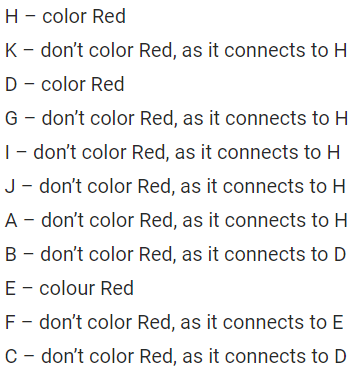 H – color Red
K – don’t color Red, as it connects to H
D – color Red
G – don’t color Red, as it connects to H
I – don’t color Red, as it connects to H
J – don’t color Red, as it connects to H
A – don’t color Red, as it connects to H
B – don’t color Red, as it connects to D
E – colour Red
F – don’t color Red, as it connects to E
C – don’t color Red, as it connects to D